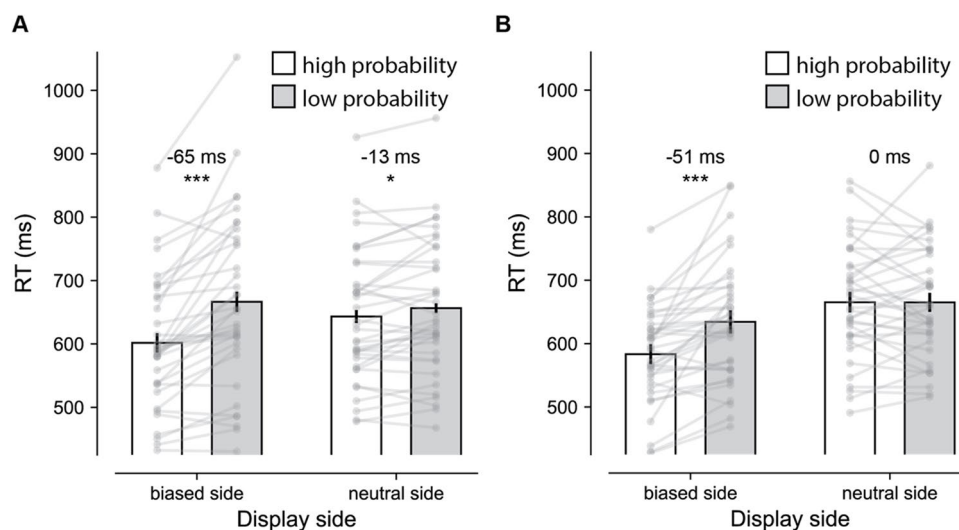 A
RT (ms)
1000
900
800
700
600
500
high probability
low probability
-65 ms
***
-13 ms
*
biased side
neutral side
Display side
B
RT (ms)
1000
900
800
700
600
500
high probability
low probability
-51 ms
***
0 ms
biased side
neutral side
Display side